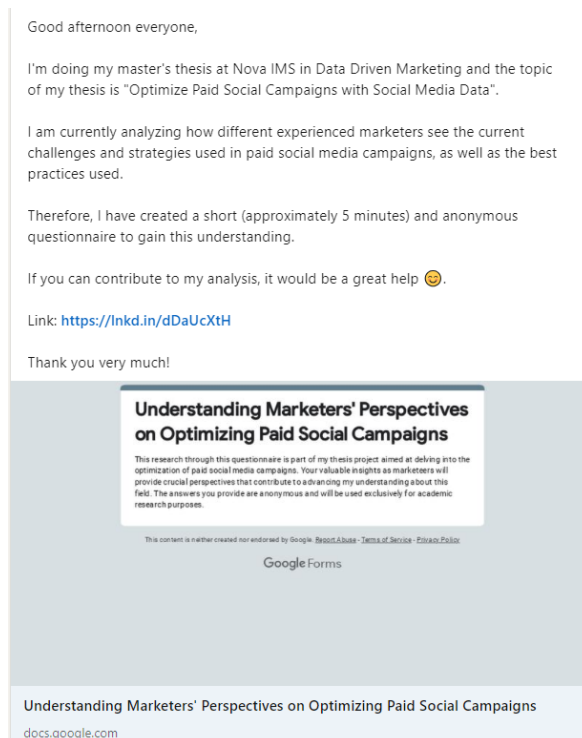 Good afternoon everyone,
I'm doing my master's thesis at Nova IMS in Data Driven Marketing and the topic
of my thesis is "Optimize Paid Social Campaigns with Social Media Data".
I am currently analyzing how different experienced marketers see the current
challenges and strategies used in paid social media campaigns, as well as the best
practices used.
Therefore, I have created a short (approximately 5 minutes) and anonymous
questionnaire to gain this understanding.
If you can contribute to my analysis, it would be a great help 😊.
Link: https://lnkd.in/dDaUcXtH
Thank you very much!
Understanding Marketers' Perspectives
on Optimizing Paid Social Campaigns
This research through this questionnaire is part of my thesis project aimed at delving into the
optimization of paid social media campaigns. Your valuable insights as marketeers will
provide crucial perspectives that contribute to advancing my understanding about this
field. The answers you provide are anonymous and will be used exclusively for academic
research purposes.
This content is neither created nor endorsed by Google. Report Abuse - Terms of Service - Privacy Policy
Google Forms
Understanding Marketers' Perspectives on Optimizing Paid Social Campaigns
docs.google.com